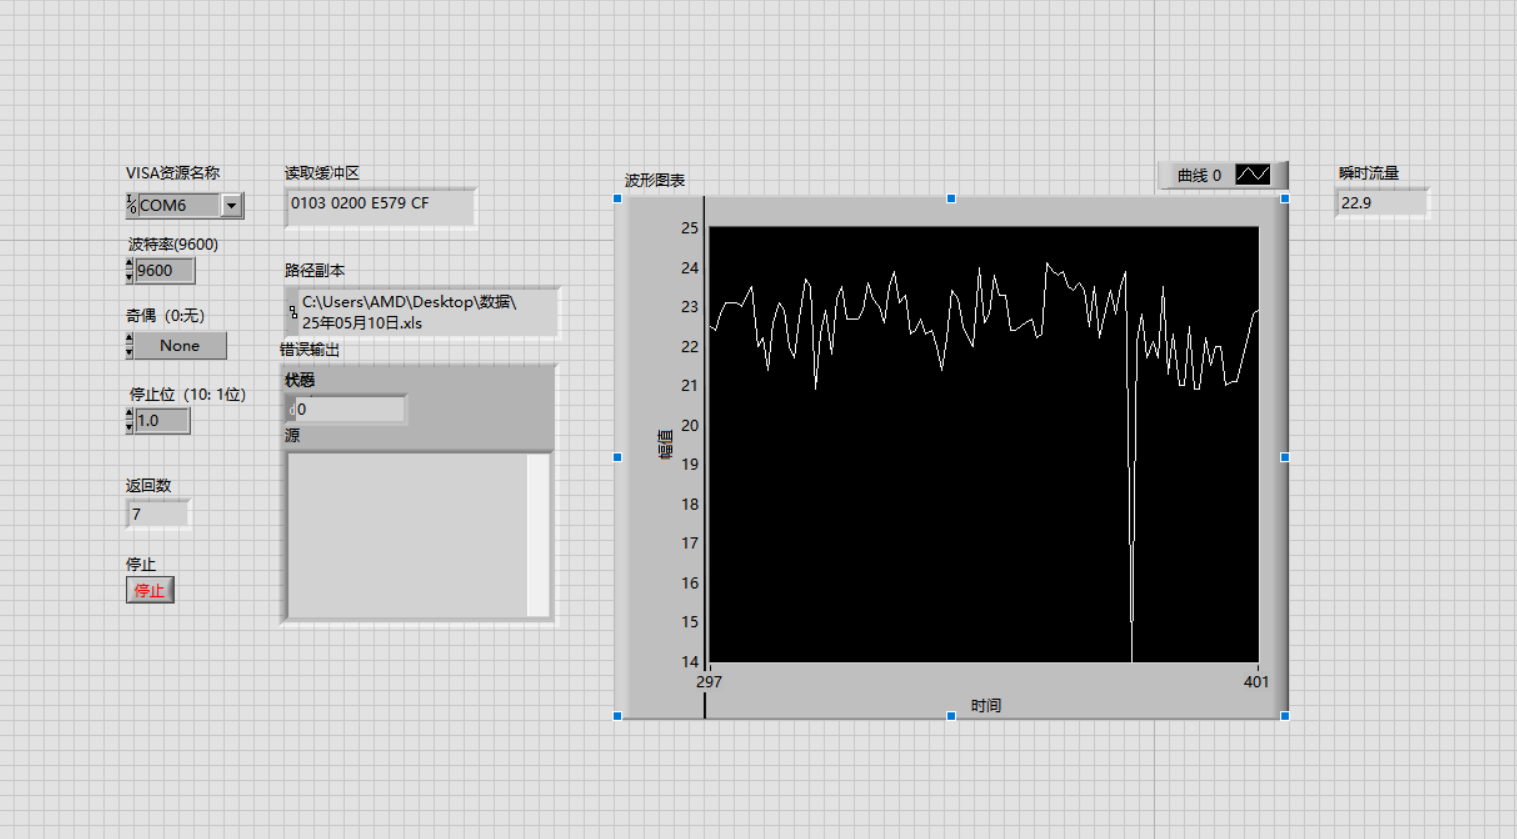 VISA资源名称
COM6
波特率(9600)
9600
奇偶（0:无）
None
停止位（10: 1位）
1.0
返回数
7
停止
停止
读取缓冲区
0103 0200 E579 CF
路径副本
C:\Users\AMD\Desktop\数据\
25年05月10日.xls
错误输出
状态
d0
源
波形图表
曲线 0
幅值
25
24
23
22
21
20
19
18
17
16
15
14
297
401
时间
瞬时流量
22.9